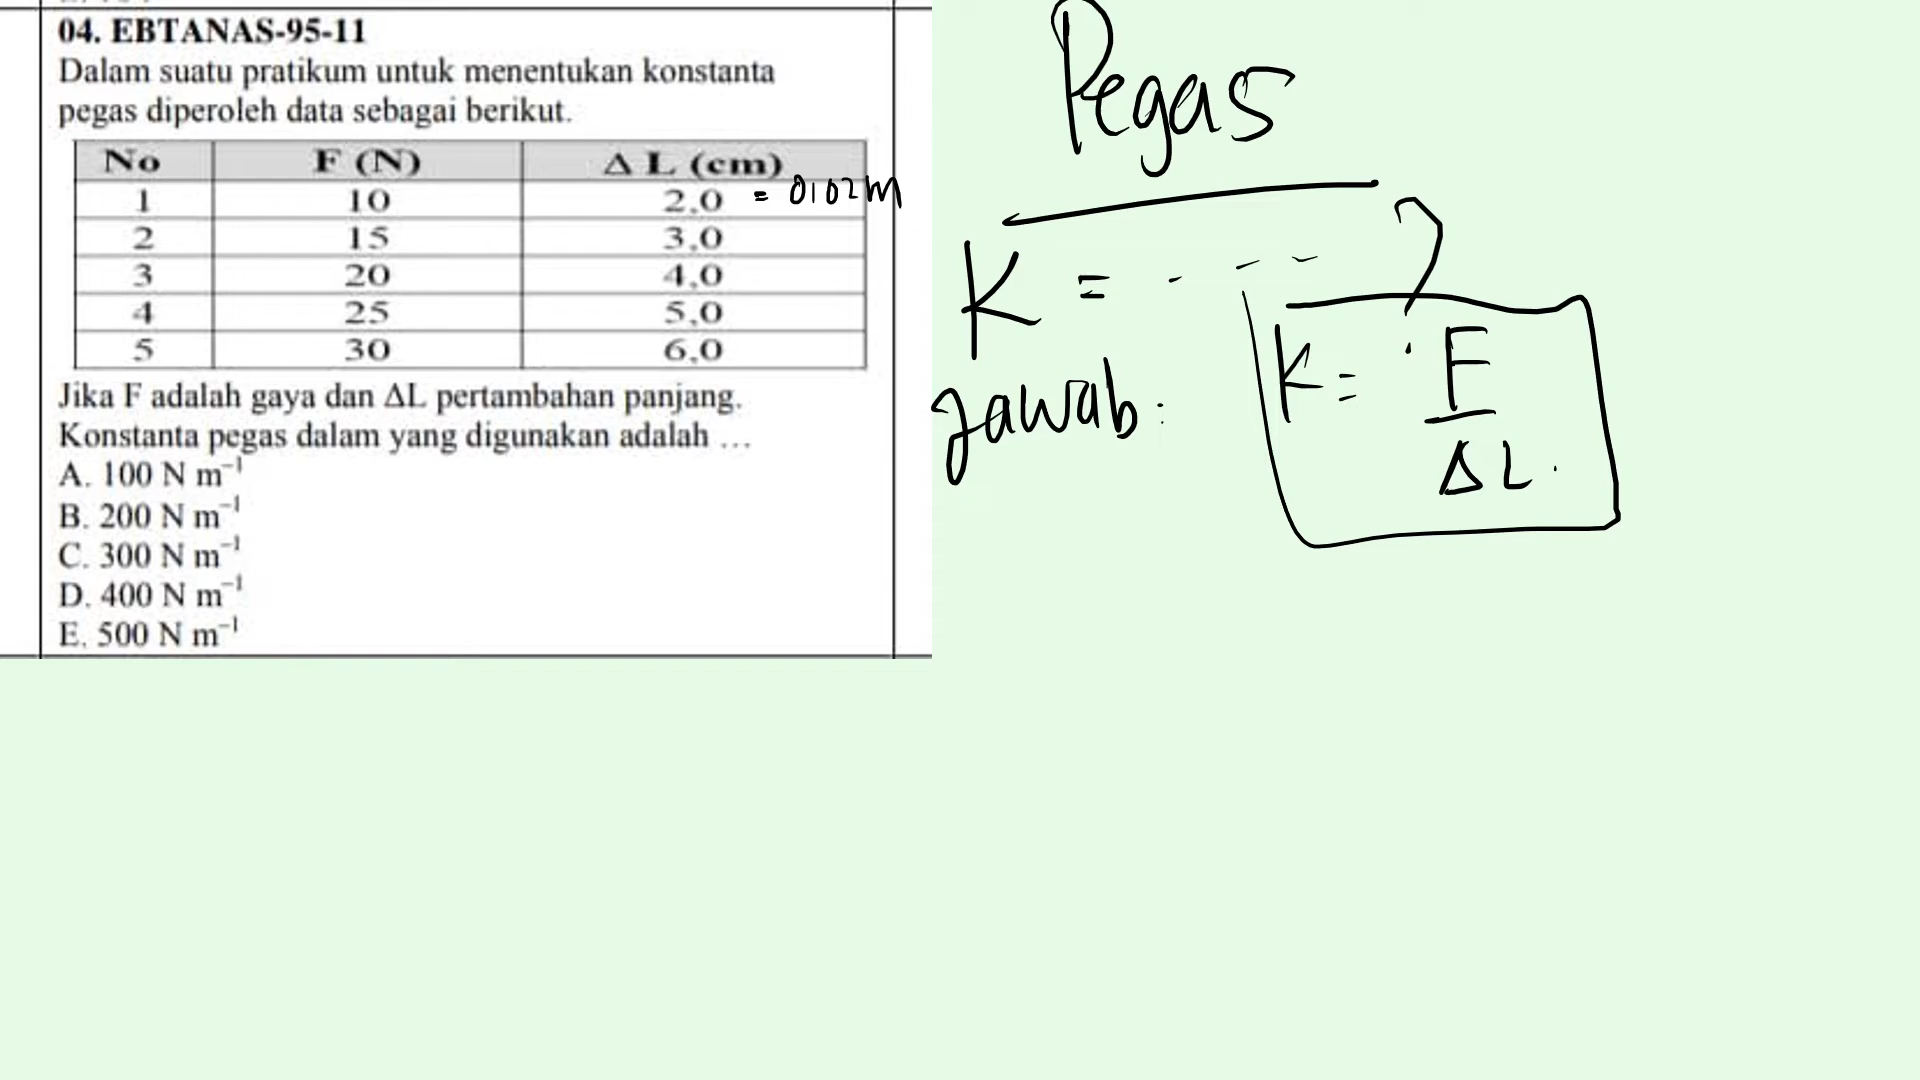 04. EBTANAS-95-11
Dalam suatu pratikum untuk menentukan konstanta
pegas diperoleh data sebagai berikut.
No F (N) Δ L (cm)
1 10 2,0 = 0,02 m
2 15 3,0
3 20 4,0
4 25 5,0
5 30 6,0
Jika F adalah gaya dan ΔL pertambahan panjang.
Konstanta pegas dalam yang digunakan adalah …
A. 100 N m⁻¹
B. 200 N m⁻¹
C. 300 N m⁻¹
D. 400 N m⁻¹
E. 500 N m⁻¹
Pegas
K = - - - ?
Jawab :
K = F
ΔL